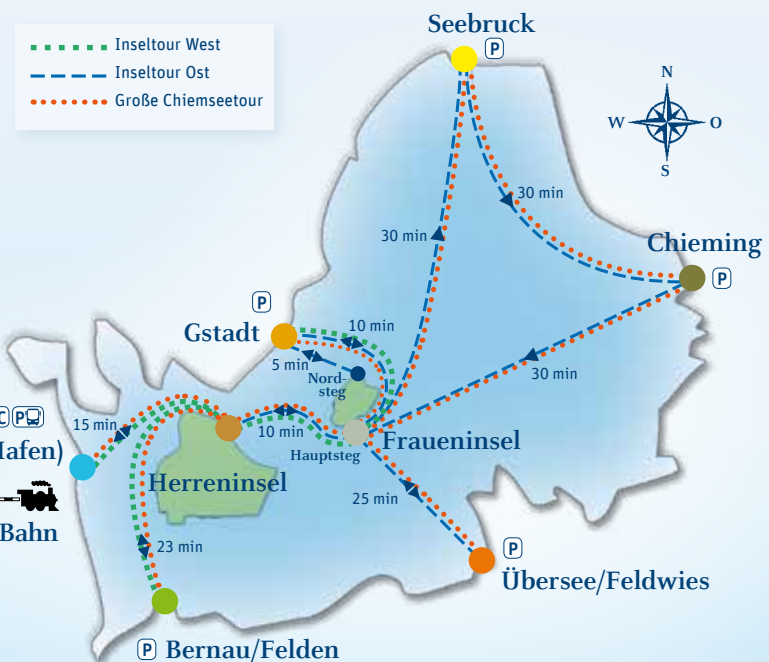 Inseltour West
Inseltour Ost
Große Chiemseetour
Seebruck
P
N
W O
S
30 min
Chieming
P
30 min
P
Gstadt
10 min
5 min
Nord-
steg
30 min
C P
15 min
Hafen)
10 min
Hauptsteg
Fraueninsel
Herreninsel
25 min
Bahn
23 min
P
Übersee/Feldwies
P Bernau/Felden